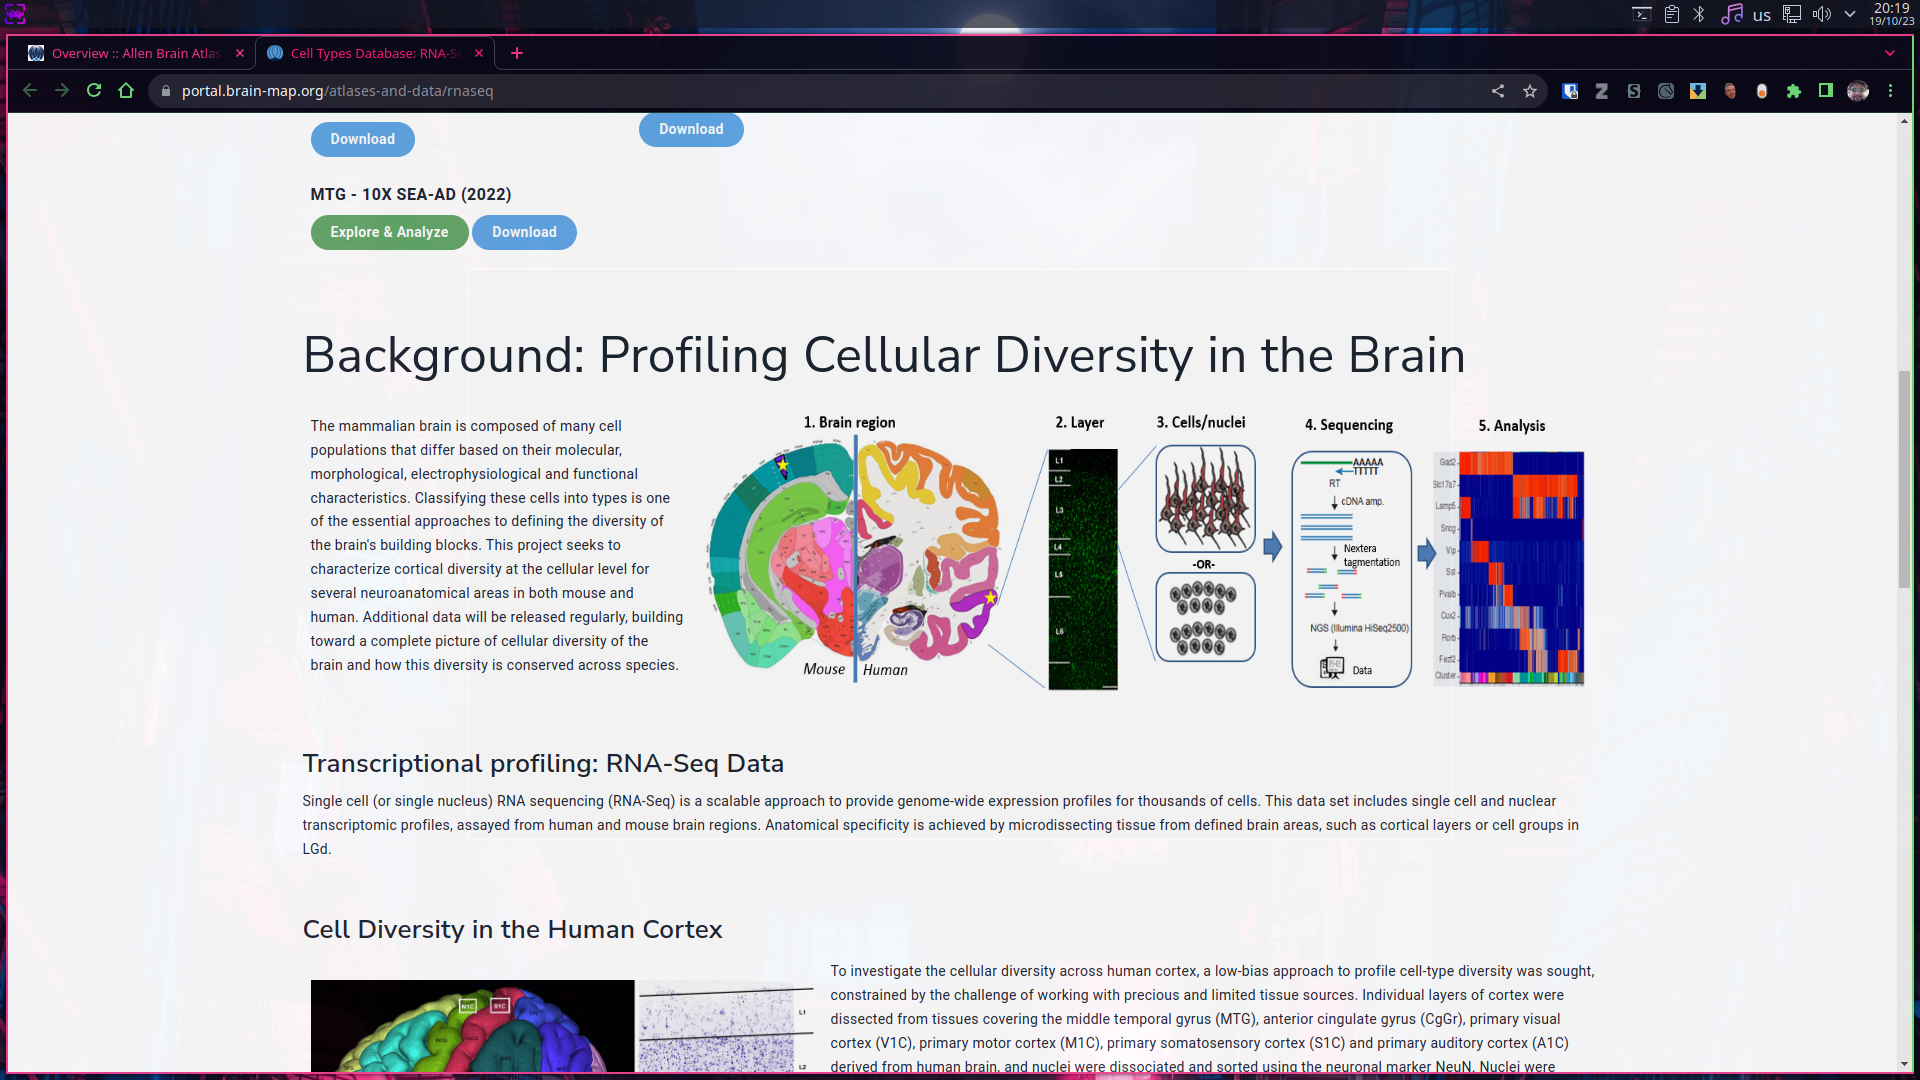 20:19
us
19/10/23
Overview :: Allen Brain Atlas
Cell Types Database: RNA-Se
portal.brain-map.org/atlases-and-data/rnaseq
Download
Download
MTG - 10X SEA-AD (2022)
Explore & Analyze
Download
Background: Profiling Cellular Diversity in the Brain
The mammalian brain is composed of many cell
populations that differ based on their molecular,
morphological, electrophysiological and functional
characteristics. Classifying these cells into types is one
of the essential approaches to defining the diversity of
the brain's building blocks. This project seeks to
characterize cortical diversity at the cellular level for
several neuroanatomical areas in both mouse and
human. Additional data will be released regularly, building
toward a complete picture of cellular diversity of the
brain and how this diversity is conserved across species.
1. Brain region
Mouse
Human
2. Layer
L1
L2
L3
L4
L5
L6
3. Cells/nuclei
-OR-
4. Sequencing
AAAAA
TTTTT
RT
cDNA amp.
Nextera
tagmentation
NGS (Illumina HiSeq2500)
Data
5. Analysis
Gad2
Slc17a7
Lamp5
Sncg
Vip
Sst
Pvalb
Cux2
Rorb
Fezf2
Cluster
Transcriptional profiling: RNA-Seq Data
Single cell (or single nucleus) RNA sequencing (RNA-Seq) is a scalable approach to provide genome-wide expression profiles for thousands of cells. This data set includes single cell and nuclear
transcriptomic profiles, assayed from human and mouse brain regions. Anatomical specificity is achieved by microdissecting tissue from defined brain areas, such as cortical layers or cell groups in
LGd.
Cell Diversity in the Human Cortex
M1C
S1C
L1
L2
To investigate the cellular diversity across human cortex, a low-bias approach to profile cell-type diversity was sought,
constrained by the challenge of working with precious and limited tissue sources. Individual layers of cortex were
dissected from tissues covering the middle temporal gyrus (MTG), anterior cingulate gyrus (CgGr), primary visual
cortex (V1C), primary motor cortex (M1C), primary somatosensory cortex (S1C) and primary auditory cortex (A1C)
derived from human brain, and nuclei were dissociated and sorted using the neuronal marker NeuN. Nuclei were